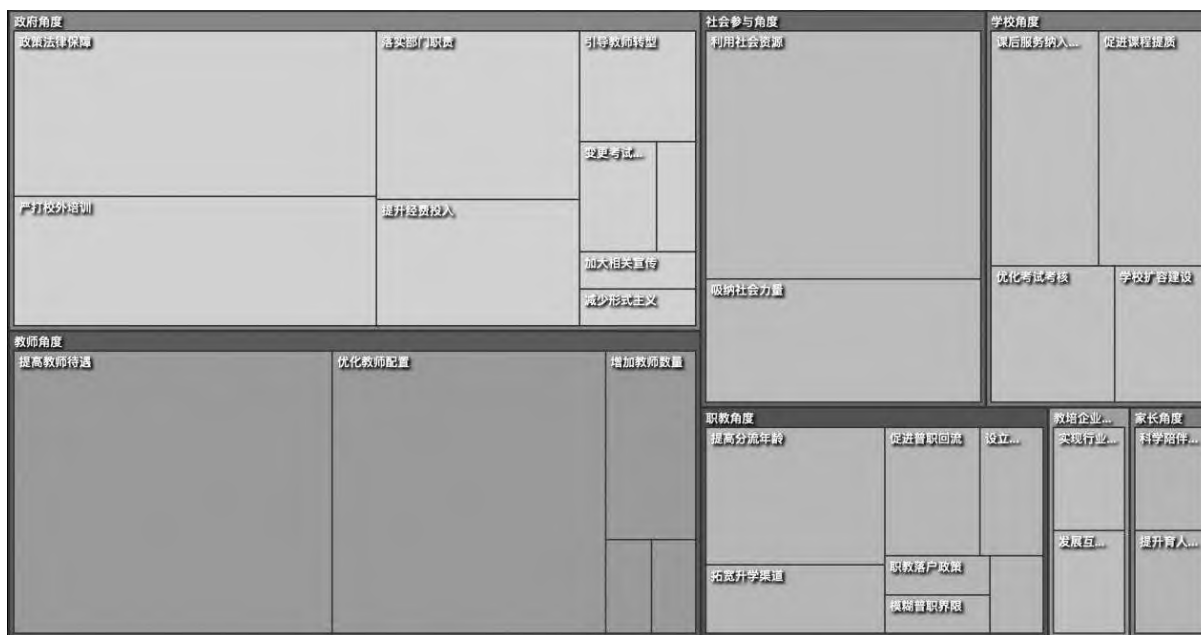 政府角度
政策法律保障
落实部门职责
引导教师转型
变更考试...
严打校外培训
提升经费投入
加大相关宣传
减少形式主义
社会参与角度
利用社会资源
吸纳社会力量
学校角度
课后服务纳入...
促进课程提质
优化考试考核
学校扩容建设
教师角度
提高教师待遇
优化教师配置
增加教师数量
职教角度
提高分流年龄
促进普职回流
设立...
拓宽升学渠道
职教落户政策
模糊普职界限
教培企业...
实现行业...
发展互...
家长角度
科学陪伴...
提升育人...